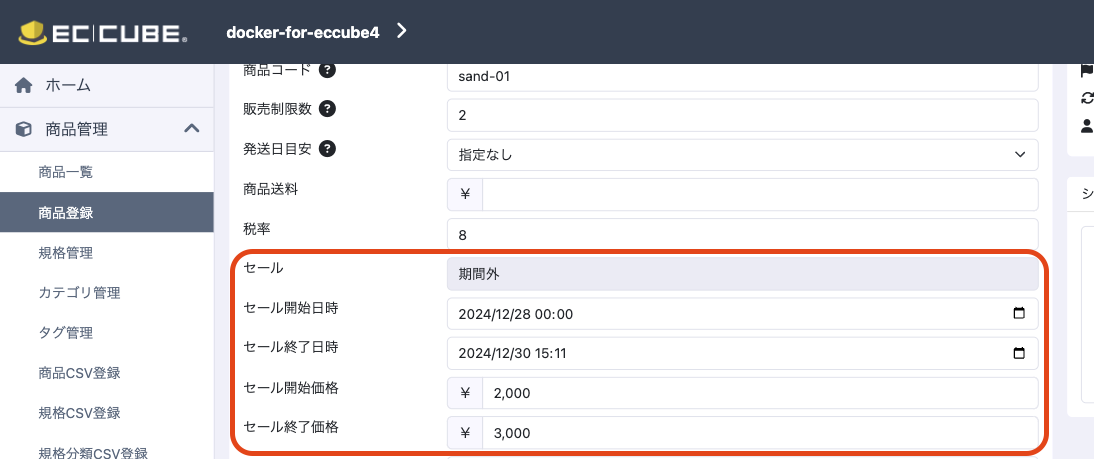 EC CUBE®
docker-for-eccube4
ホーム
商品管理
商品一覧
商品登録
規格管理
カテゴリ管理
タグ管理
商品CSV登録
規格CSV登録
規格分類CSV登録
商品コード ? sand-01
販売制限数 ? 2
発送日目安 ? 指定なし
商品送料 ¥
税率 8
セール 期間外
セール開始日時 2024/12/28 00:00
セール終了日時 2024/12/30 15:11
セール開始価格 ¥ 2,000
セール終了価格 ¥ 3,000
シ